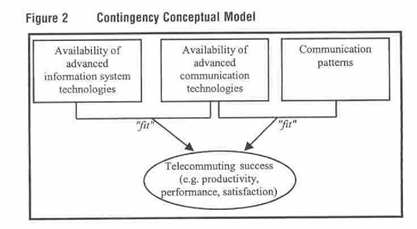 Figure 2 Contingency Conceptual Model
Availability of
advanced
information system
technologies
Availability of
advanced
communication
technologies
Communication
patterns
"fit"
"fit"
Telecommuting success
(e.g. productivity,
performance, satisfaction)